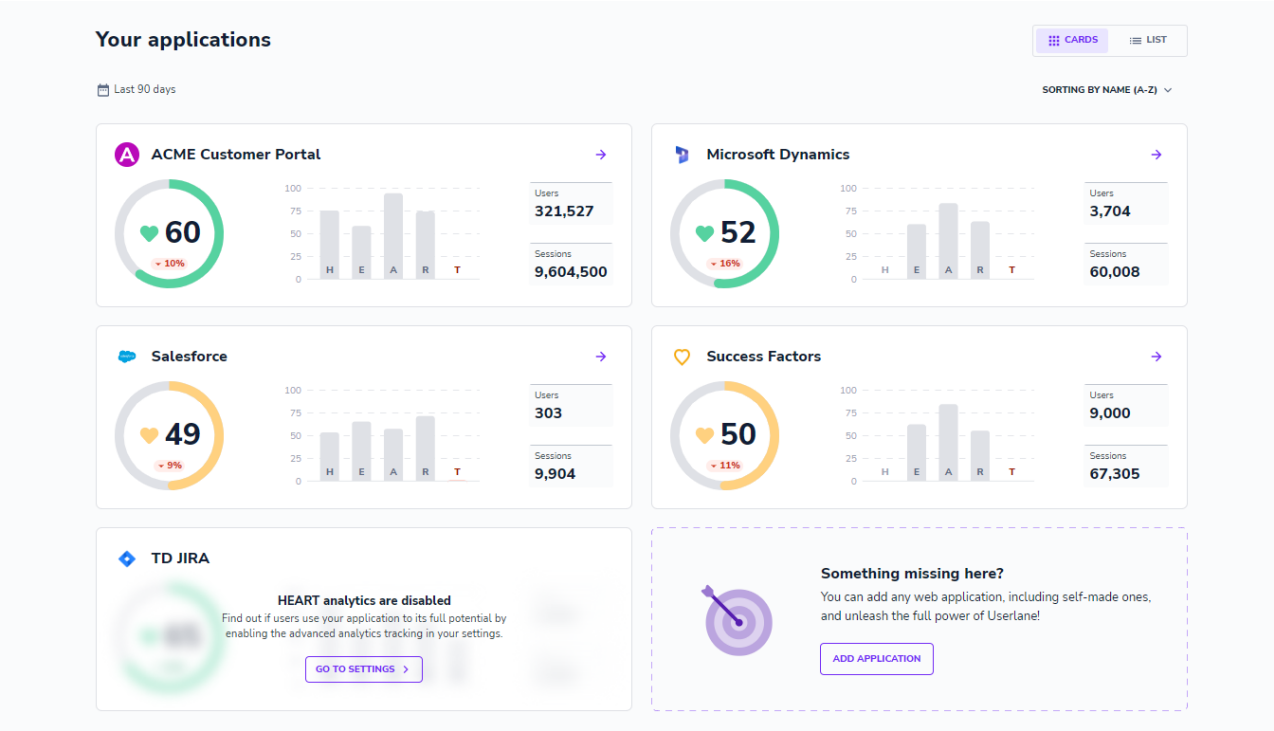 Your applications
CARDS
LIST
Last 90 days
SORTING BY NAME (A-Z)
A
ACME Customer Portal
60
10%
100
75
50
25
0
H E A R T
Users
321,527
Sessions
9,604,500
Microsoft Dynamics
52
16%
100
75
50
25
0
H E A R T
Users
3,704
Sessions
60,008
Salesforce
49
9%
100
75
50
25
0
H E A R T
Users
303
Sessions
9,904
Success Factors
50
11%
100
75
50
25
0
H E A R T
Users
9,000
Sessions
67,305
TD JIRA
HEART analytics are disabled
Find out if users use your application to its full potential by
enabling the advanced analytics tracking in your settings.
GO TO SETTINGS
Something missing here?
You can add any web application, including self-made ones,
and unleash the full power of Userlane!
ADD APPLICATION